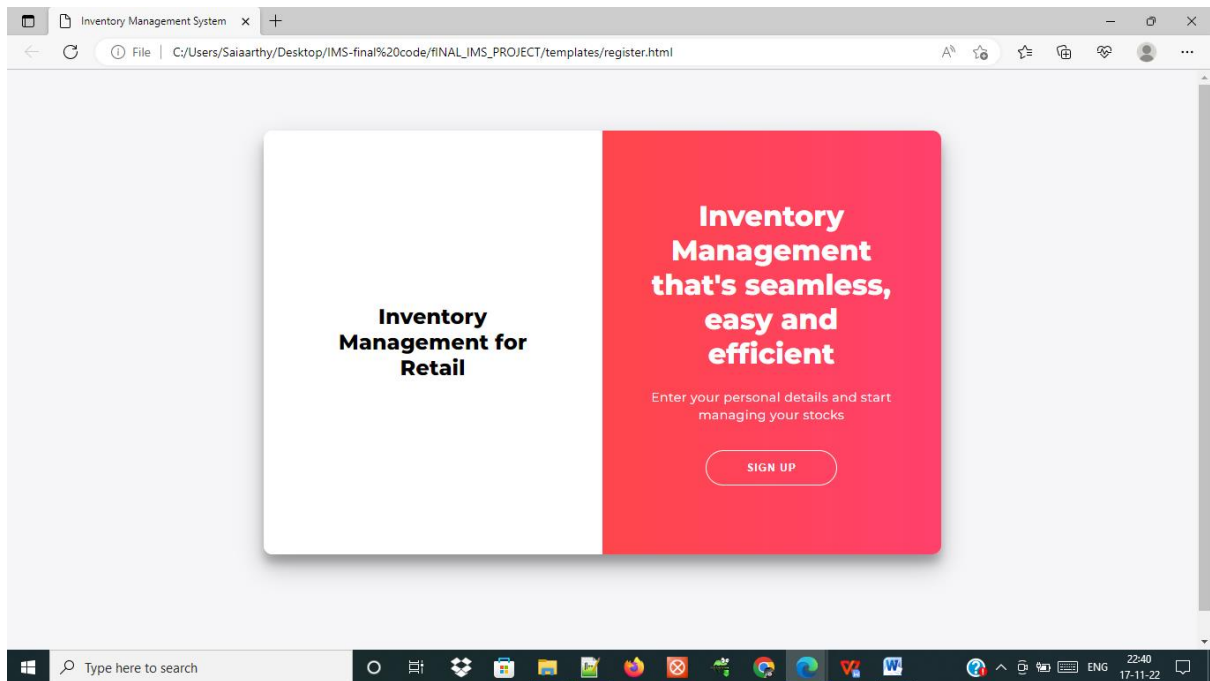 Inventory Management System
File | C:/Users/Saiaarthy/Desktop/IMS-final%20code/fINAL_IMS_PROJECT/templates/register.html
Inventory
Management for
Retail
Inventory
Management
that's seamless,
easy and
efficient
Enter your personal details and start
managing your stocks
SIGN UP
Type here to search
ENG
22:40
17-11-22